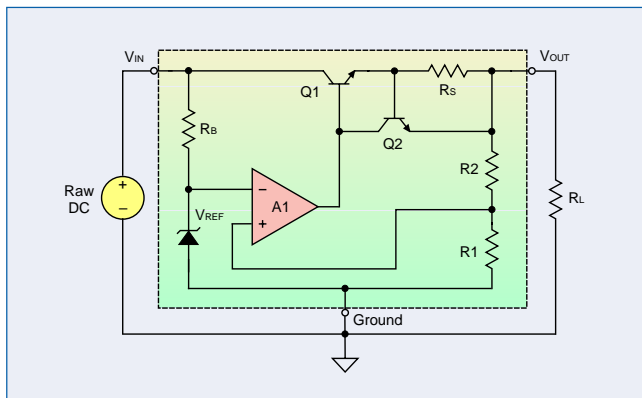 VIN
VOUT
Q1
RS
Q2
RB
R2
−
A1
+
VREF
Raw
DC
+
−
RL
R1
Ground